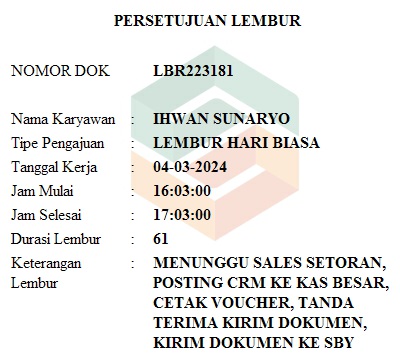 PERSETUJUAN LEMBUR
NOMOR DOK LBR223181
Nama Karyawan : IHWAN SUNARYO
Tipe Pengajuan : LEMBUR HARI BIASA
Tanggal Kerja : 04-03-2024
Jam Mulai : 16:03:00
Jam Selesai : 17:03:00
Durasi Lembur : 61
Keterangan : MENUNGGU SALES SETORAN,
Lembur POSTING CRM KE KAS BESAR,
CETAK VOUCHER, TANDA
TERIMA KIRIM DOKUMEN,
KIRIM DOKUMEN KE SBY